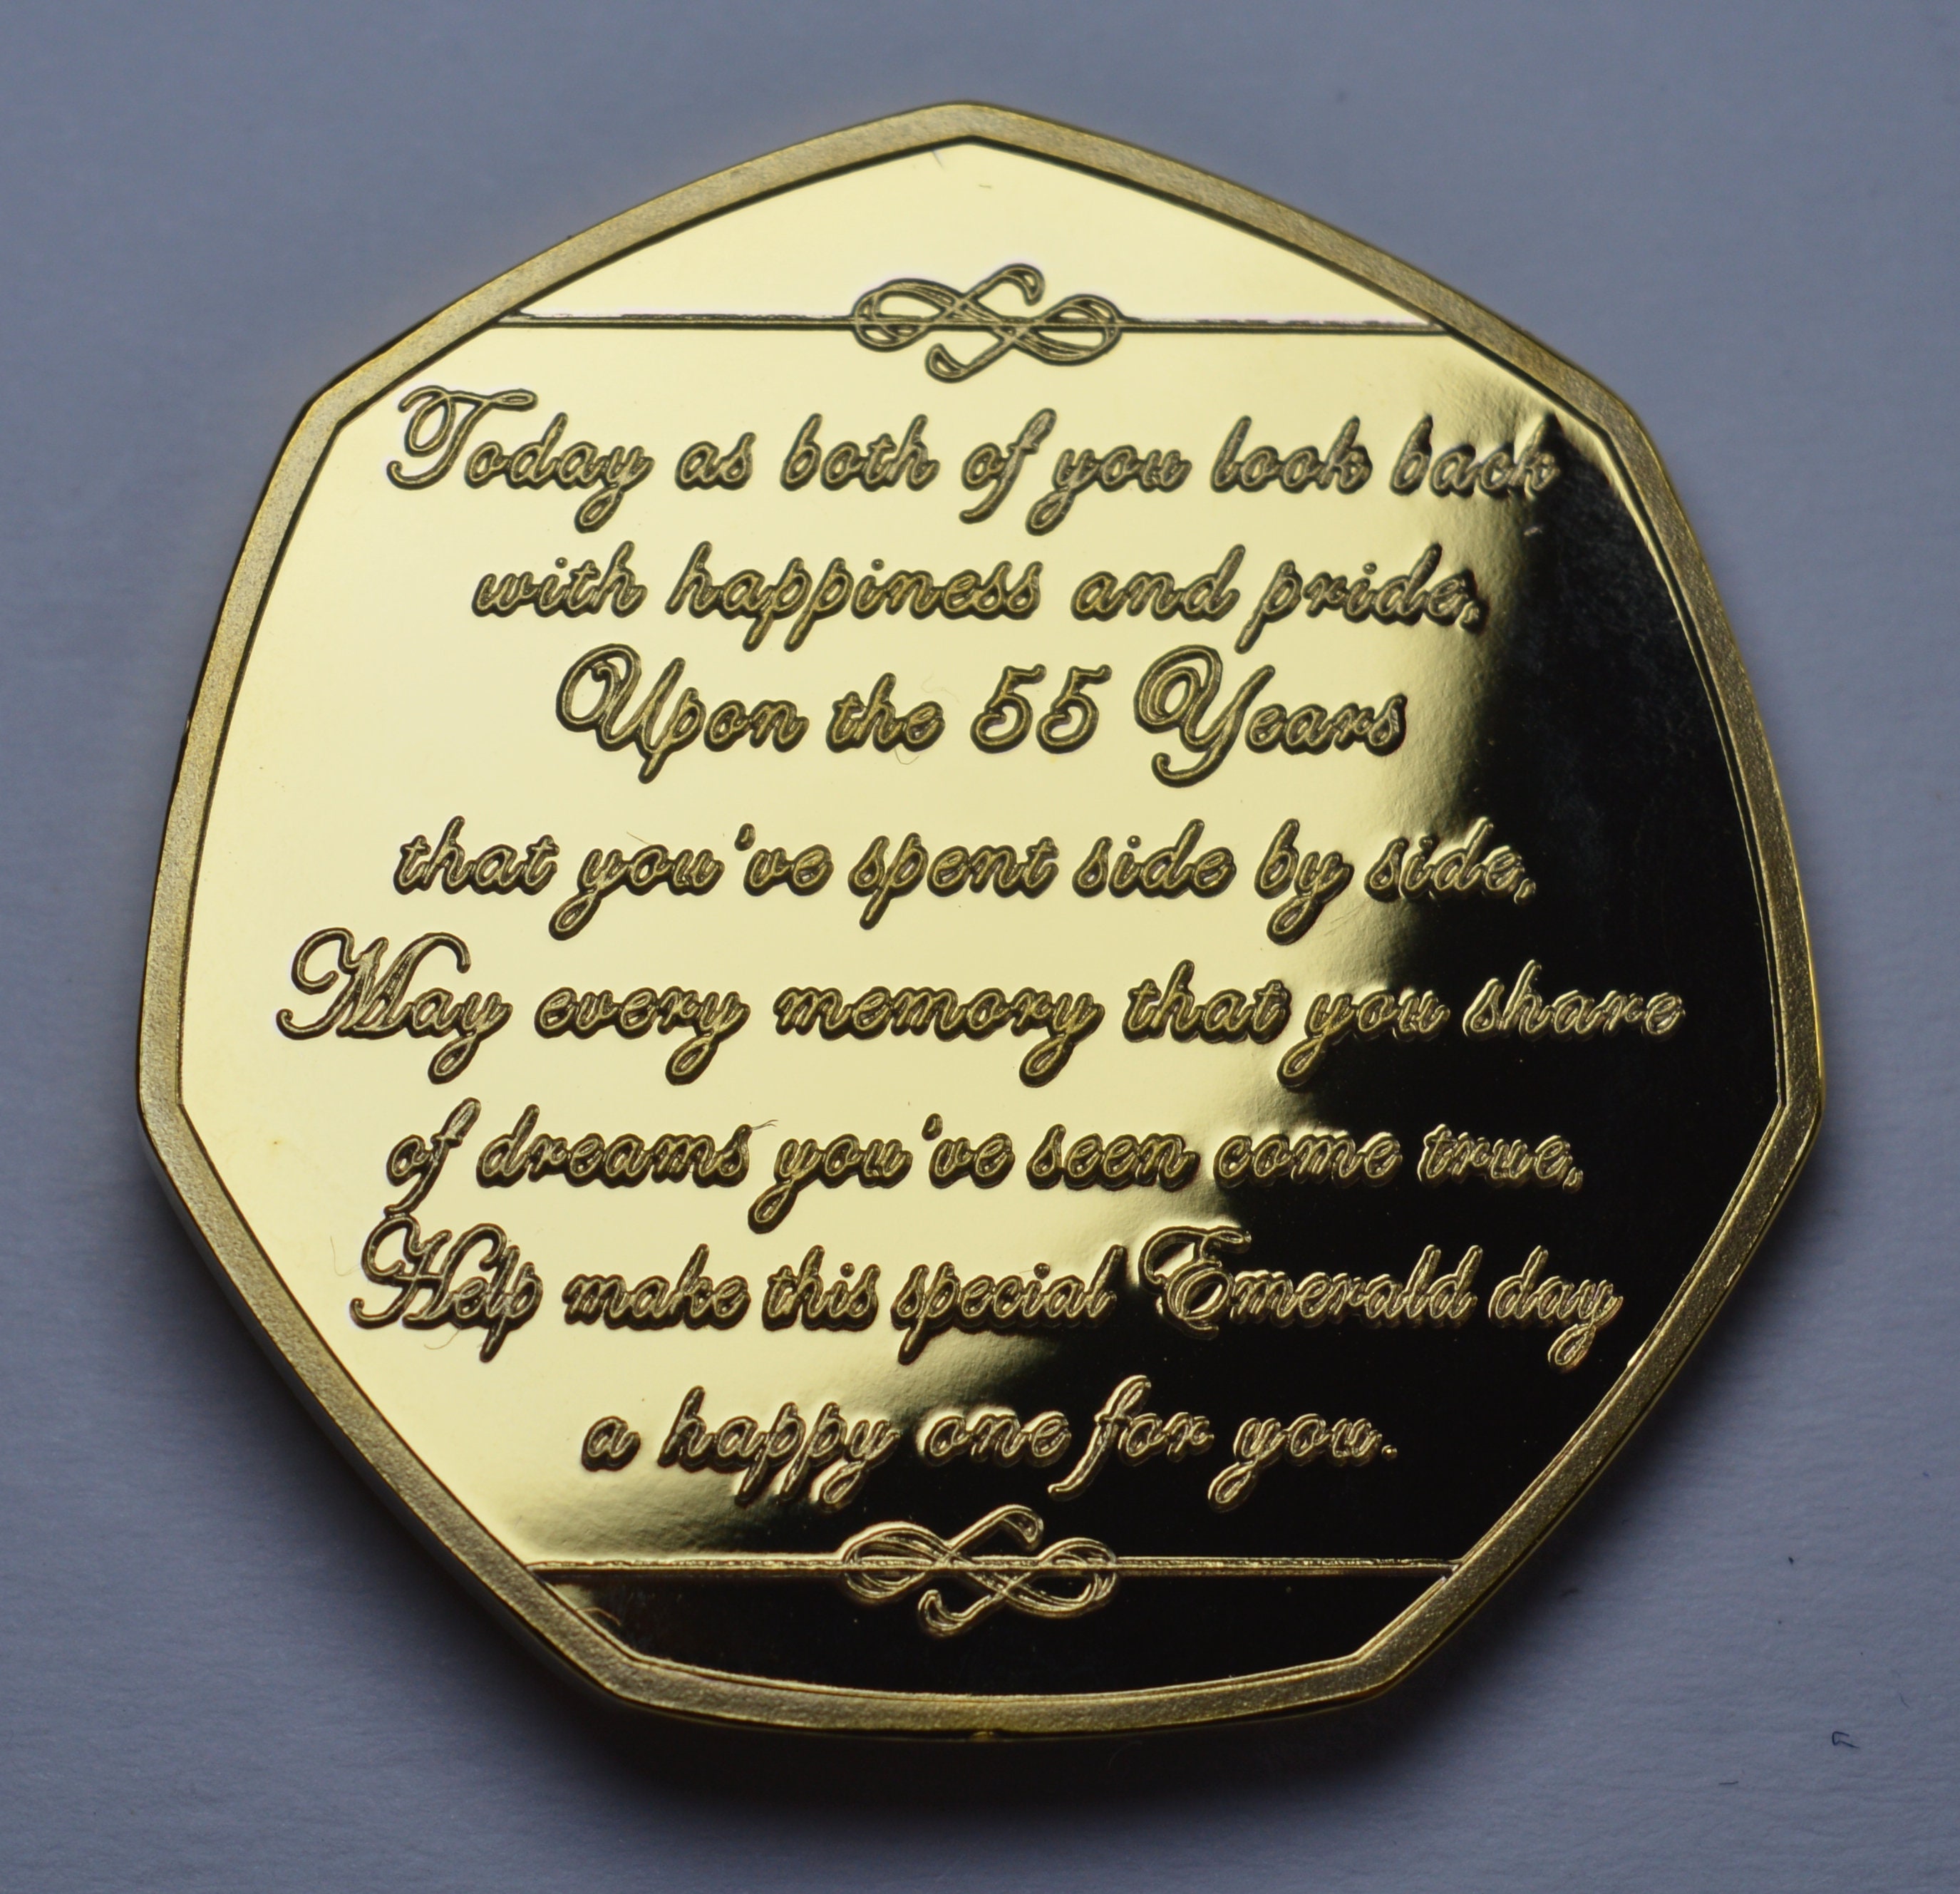 Today as both of you look back
with happiness and pride,
Upon the 55 Years
that you've spent side by side,
May every memory that you share
of dreams you've seen come true,
Help make this special Emerald day
a happy one for you.